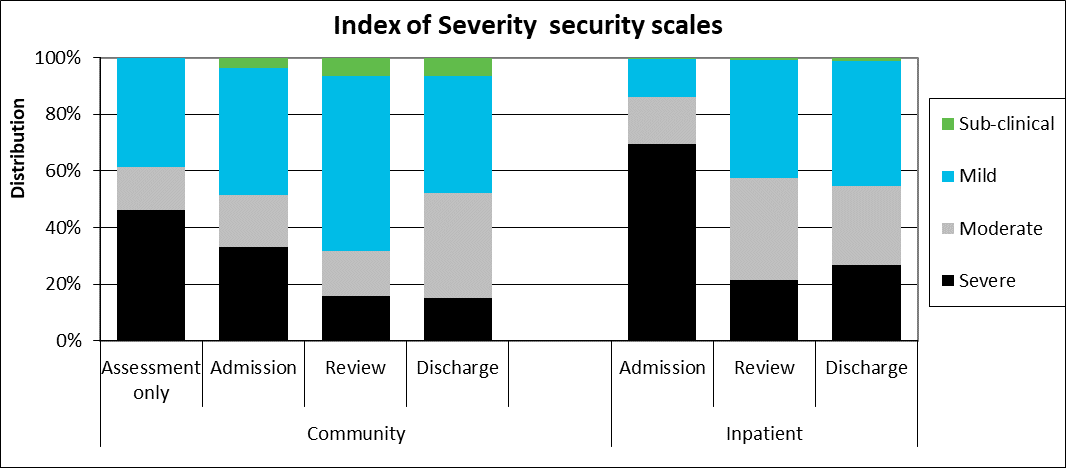 Index of Severity  security scales
Distribution
100%
80%
60%
40%
20%
0%
Assessment
only
Admission
Review
Discharge
Admission
Review
Discharge
Community
Inpatient
Sub-clinical
Mild
Moderate
Severe